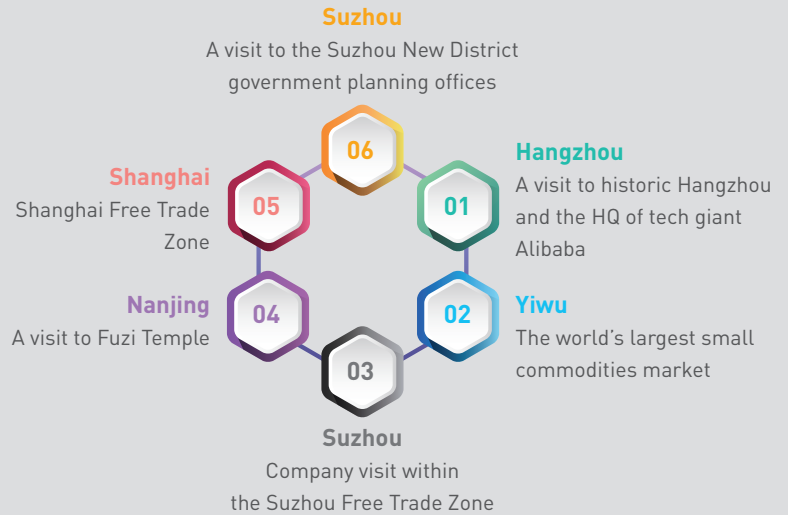 Suzhou
A visit to the Suzhou New District
government planning offices
06
Hangzhou
A visit to historic Hangzhou
and the HQ of tech giant
Alibaba
01
Yiwu
The world's largest small
commodities market
02
03
Suzhou
Company visit within
the Suzhou Free Trade Zone
Nanjing
A visit to Fuzi Temple
04
Shanghai
Shanghai Free Trade
Zone
05